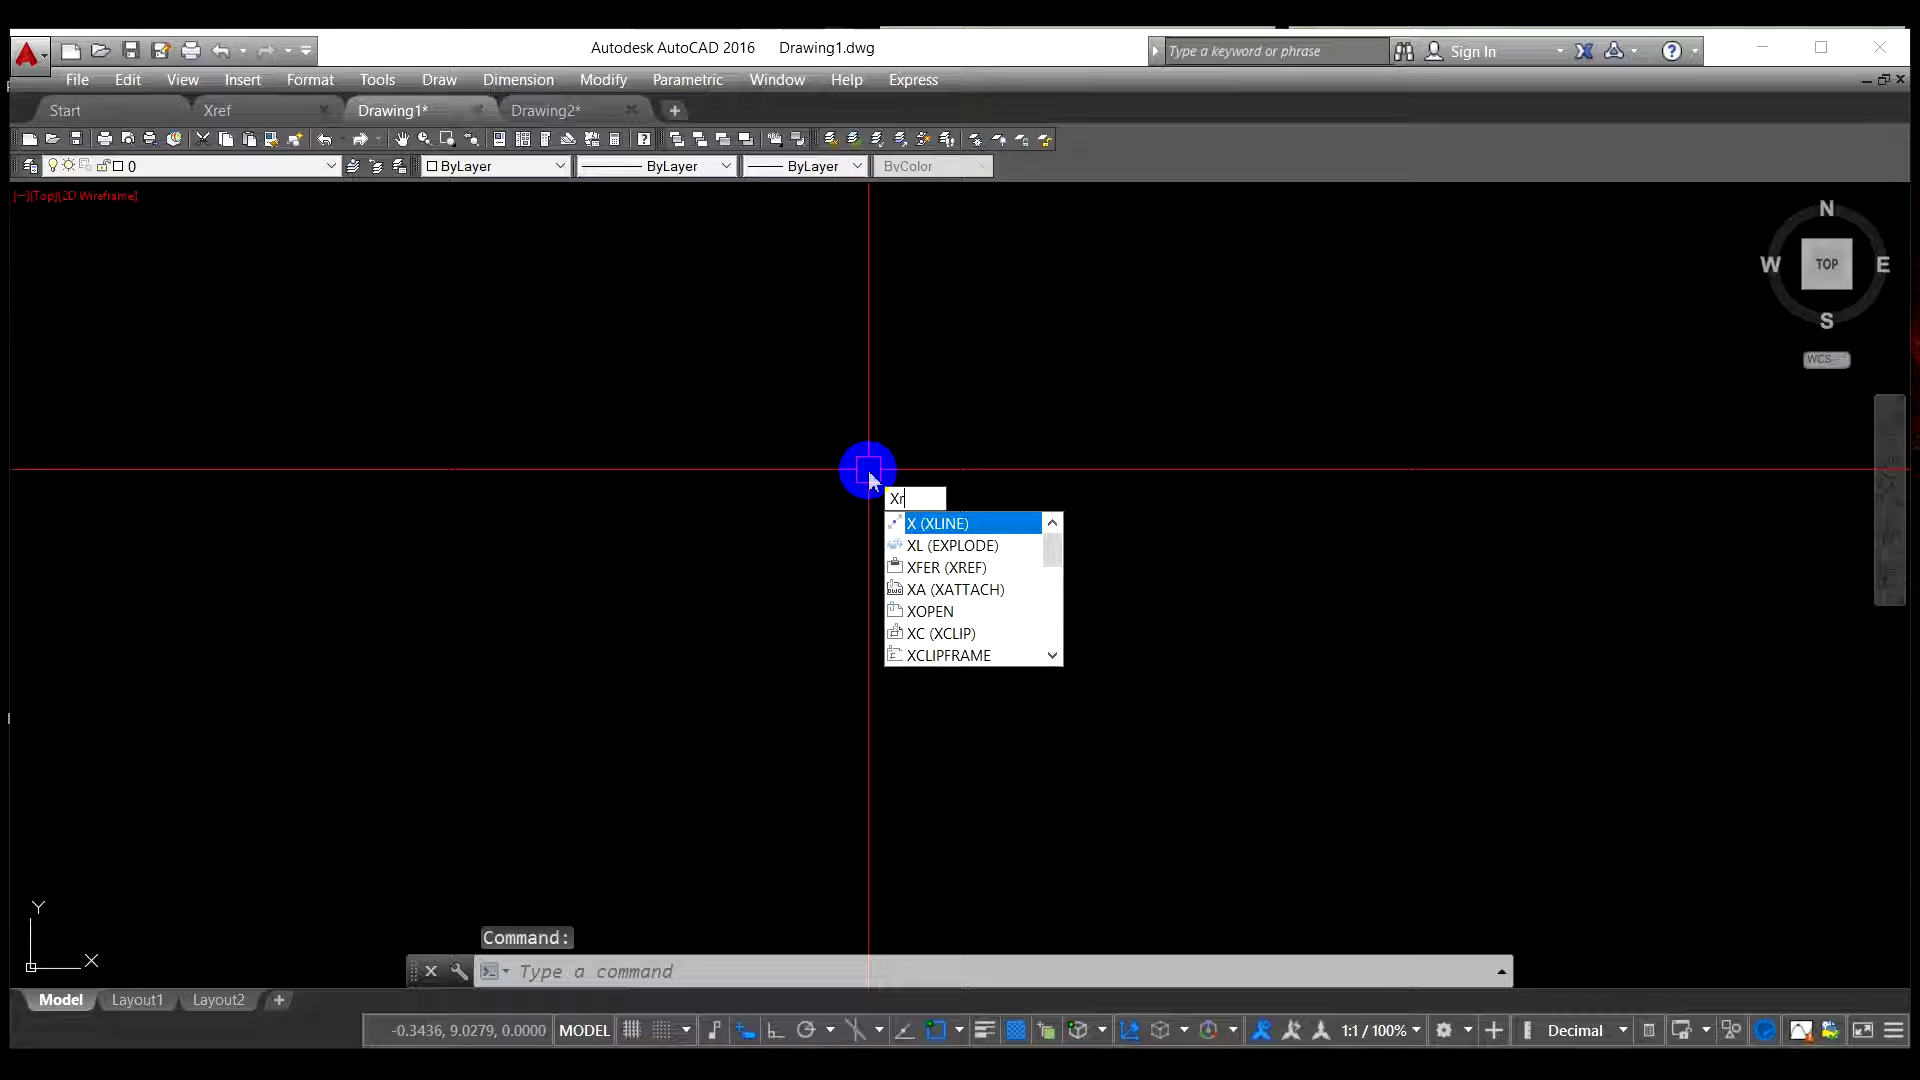 Autodesk AutoCAD 2016 Drawing1.dwg
Type a keyword or phrase
Sign In
File Edit View Insert Format Tools Draw Dimension Modify Parametric Window Help Express
Start Xref Drawing1* Drawing2*
0 ByLayer ByLayer ByLayer ByColor
[−][Top][2D Wireframe]
N
W TOP E
S
WCS
Xr
X (XLINE)
XL (EXPLODE)
XFER (XREF)
XA (XATTACH)
XOPEN
XC (XCLIP)
XCLIPFRAME
Y
X
Command:
Type a command
Model Layout1 Layout2
-0.3436, 9.0279, 0.0000 MODEL 1:1 / 100% Decimal